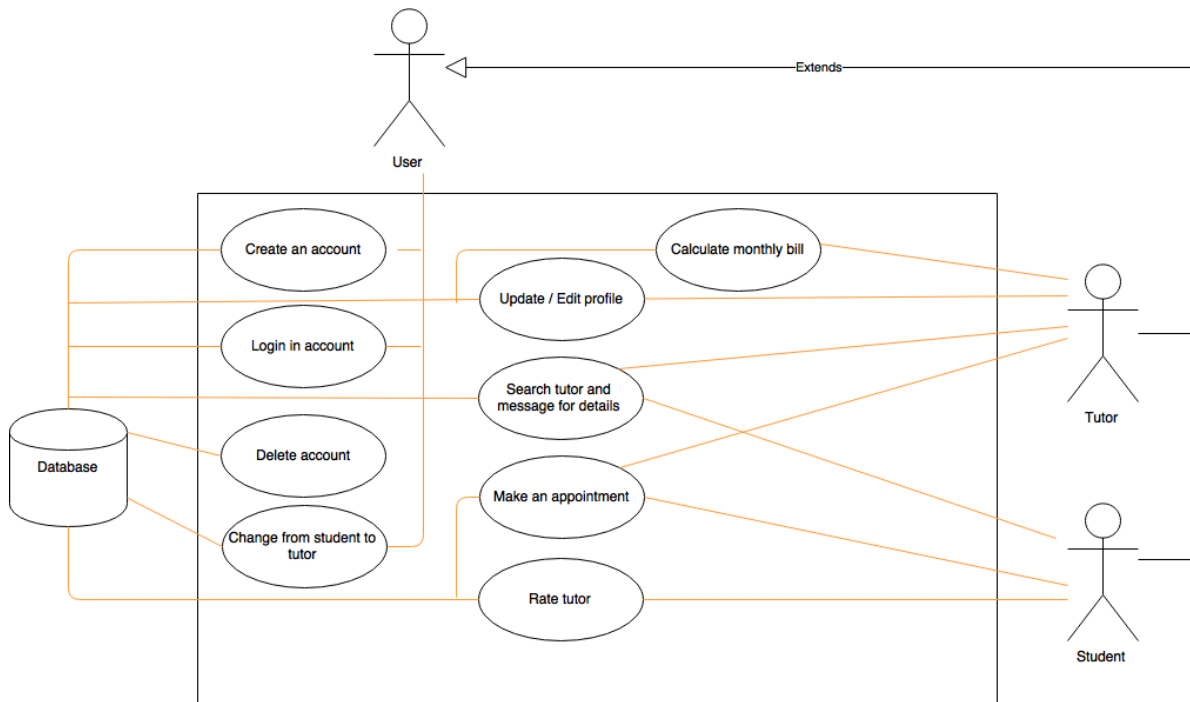 Extends
User
Create an account
Calculate monthly bill
Update / Edit profile
Login in account
Search tutor and
message for details
Tutor
Delete account
Database
Make an appointment
Change from student to
tutor
Rate tutor
Student